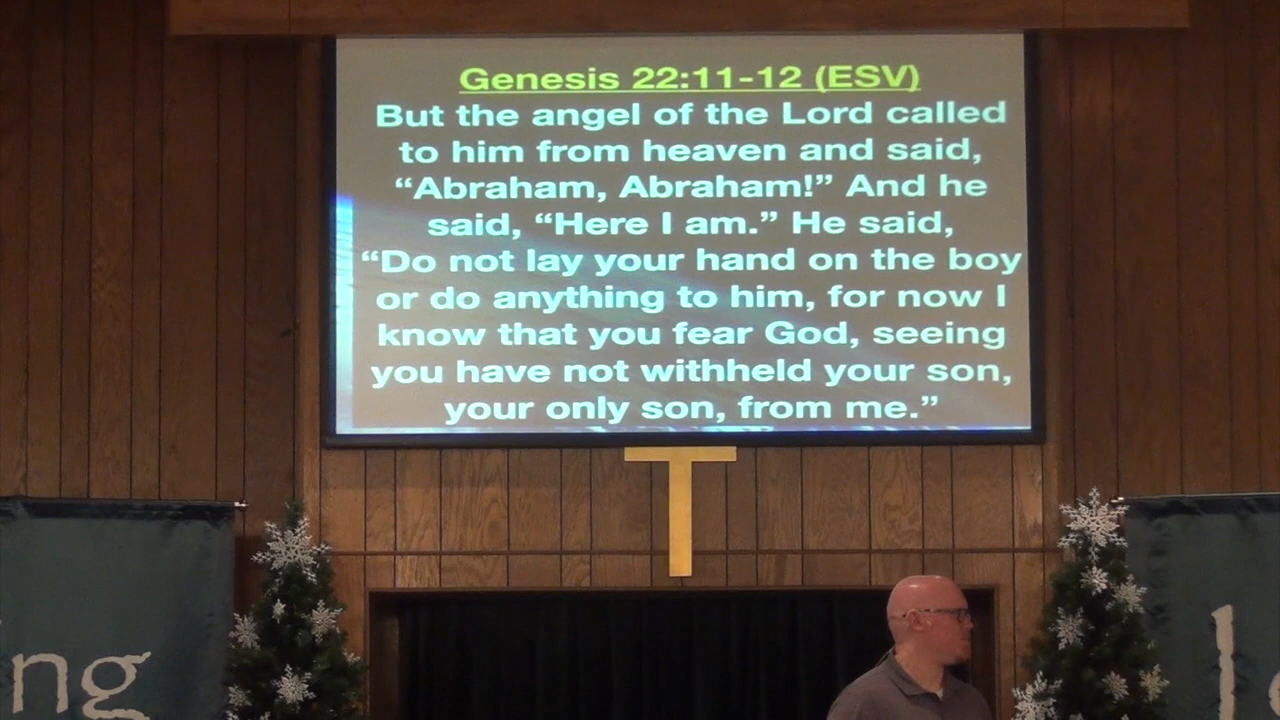 Genesis 22:11-12 (ESV)
But the angel of the Lord called
to him from heaven and said,
“Abraham, Abraham!” And he
said, “Here I am.” He said,
“Do not lay your hand on the boy
or do anything to him, for now I
know that you fear God, seeing
you have not withheld your son,
your only son, from me.”
ng